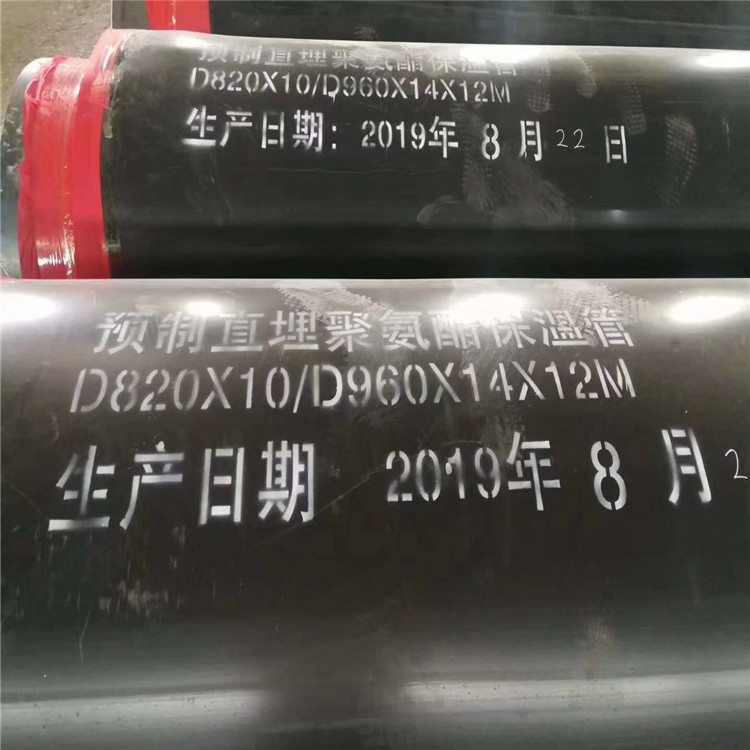 预制直埋聚氨酯保温管
D820X10/D960X14X12M
生产日期: 2019年 8 月 22 日
预制直埋聚氨酯保温管
D820X10/D960X14X12M
生产日期 2019年 8 月 2